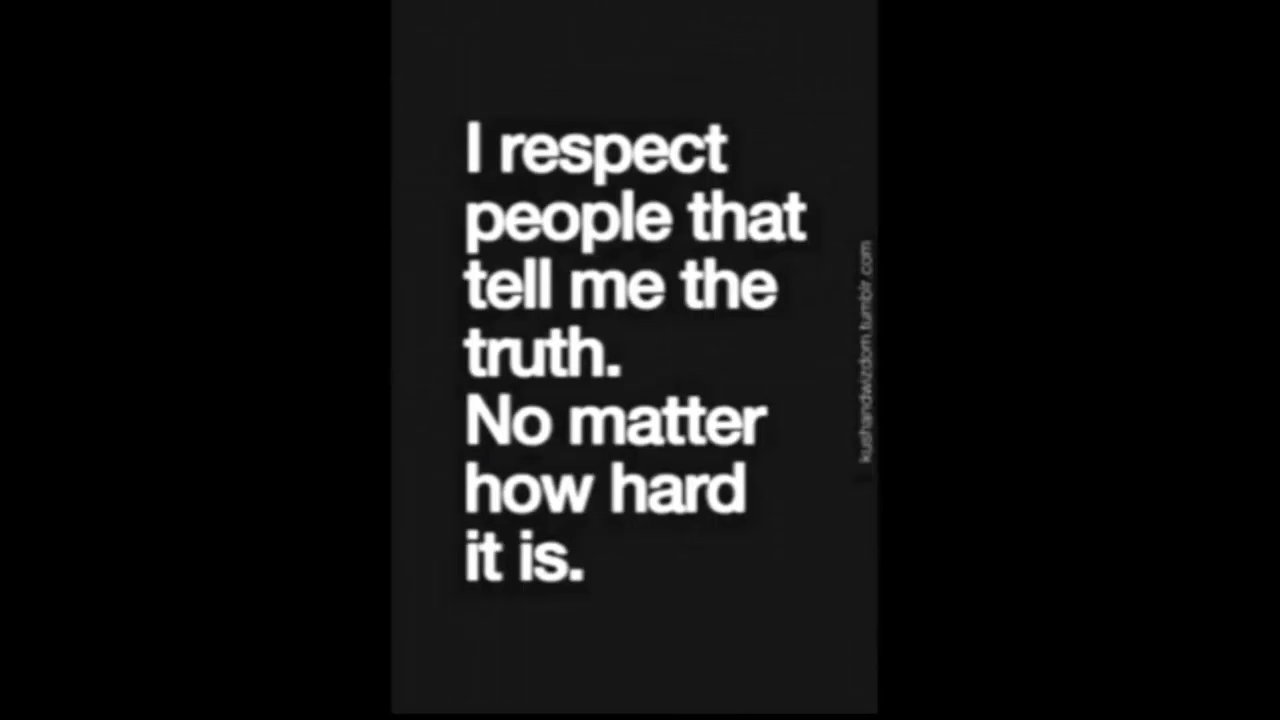 I respect
people that
tell me the
truth.
No matter
how hard
it is.
kushandwizdom.tumblr.com